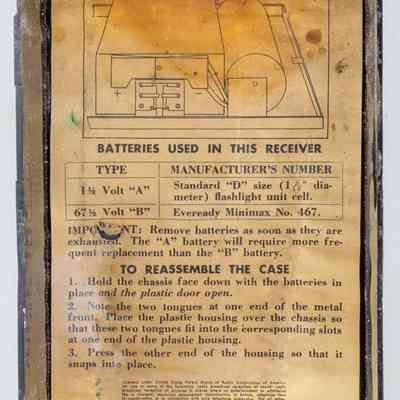 BATTERIES USED IN THIS RECEIVER
TYPE MANUFACTURER'S NUMBER
1½ Volt "A" Standard "D" size (1 dia-
meter) flashlight unit cell.
67½ Volt "B" Eveready Minimax No. 467.
IMPO NT: Remove batteries as soon as they are
exhausted. The "A" battery will require more fre-
quent replacement than the "B" battery.
TO REASSEMBLE THE CASE
1. Hold the chassis face down with the batteries in
place and the plastic door open.
2. Note the two tongues at one end of the metal
front. Place the plastic housing over the chassis so
that these two tongues fit into the corresponding slots
at one end of the plastic housing.
3. Press the other end of the housing so that it
snaps into place.